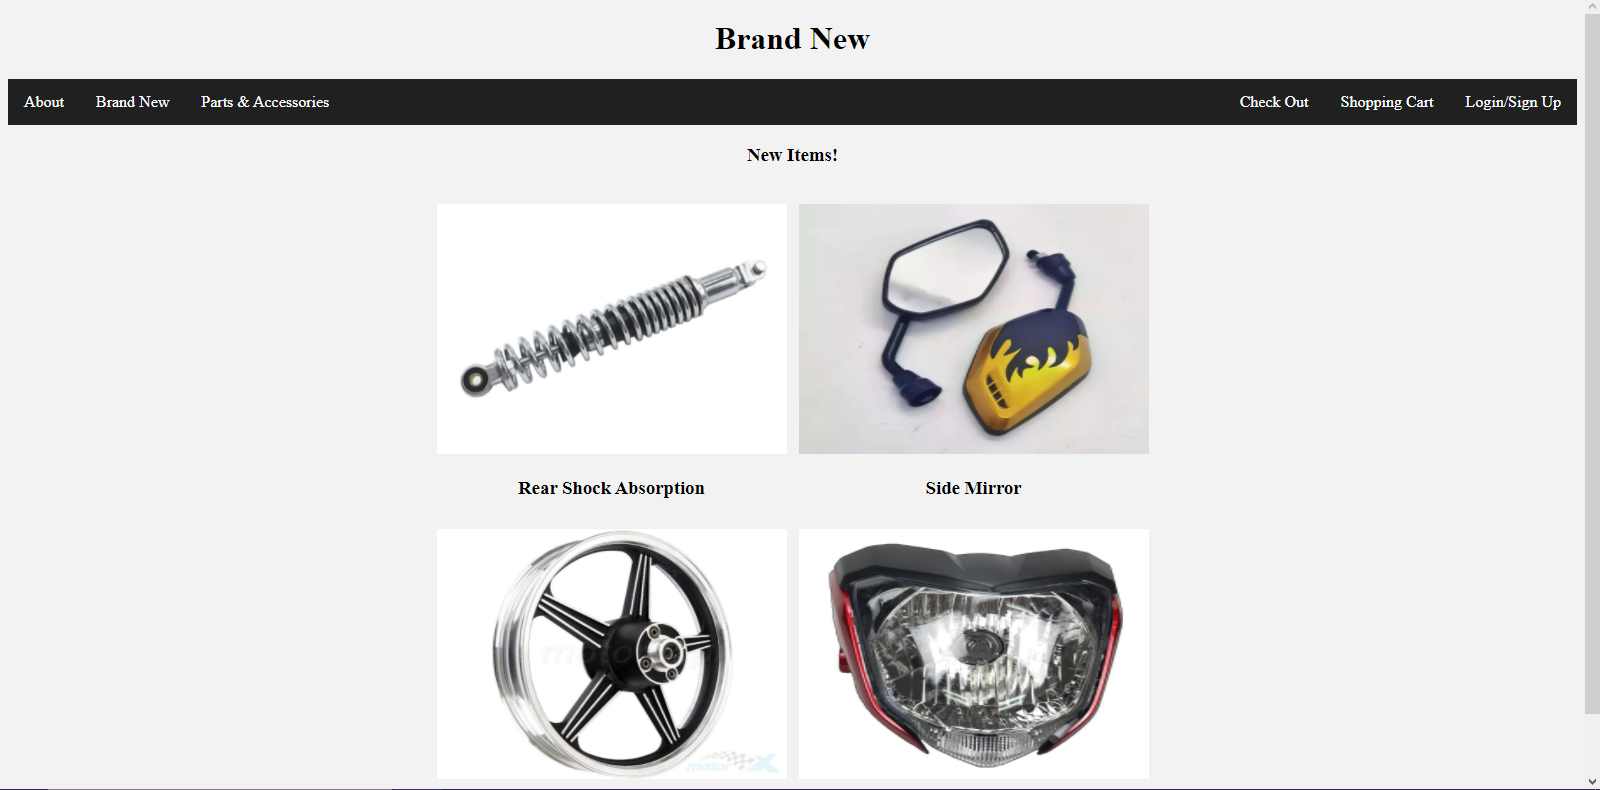 Brand New
About Brand New Parts & Accessories Check Out Shopping Cart Login/Sign Up
New Items!
Rear Shock Absorption Side Mirror
motor X